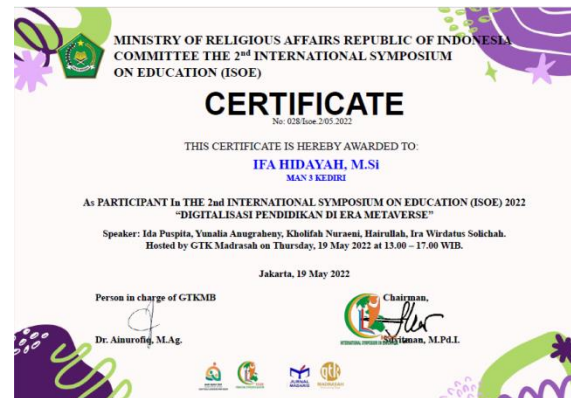 MINISTRY OF RELIGIOUS AFFAIRS REPUBLIC OF INDONESIA
COMMITTEE THE 2nd INTERNATIONAL SYMPOSIUM
ON EDUCATION (ISOE)
CERTIFICATE
No: 028/Isoe.2/05.2022
THIS CERTIFICATE IS HEREBY AWARDED TO:
IFA HIDAYAH, M.Si
MAN 3 KEDIRI
As PARTICIPANT In THE 2nd INTERNATIONAL SYMPOSIUM ON EDUCATION (ISOE) 2022
“DIGITALISASI PENDIDIKAN DI ERA METAVERSE”
Speaker: Ida Puspita, Yunalia Anugraheny, Kholifah Nuraeni, Hairullah, Ira Wirdatus Solichah.
Hosted by GTK Madrasah on Thursday, 19 May 2022 at 13.00 – 17.00 WIB.
Jakarta, 19 May 2022
Person in charge of GTKMB
Chairman,
Dr. Ainurofiq, M.Ag.
M.Pd.I.
JURNAL
gtk
MADRASAH